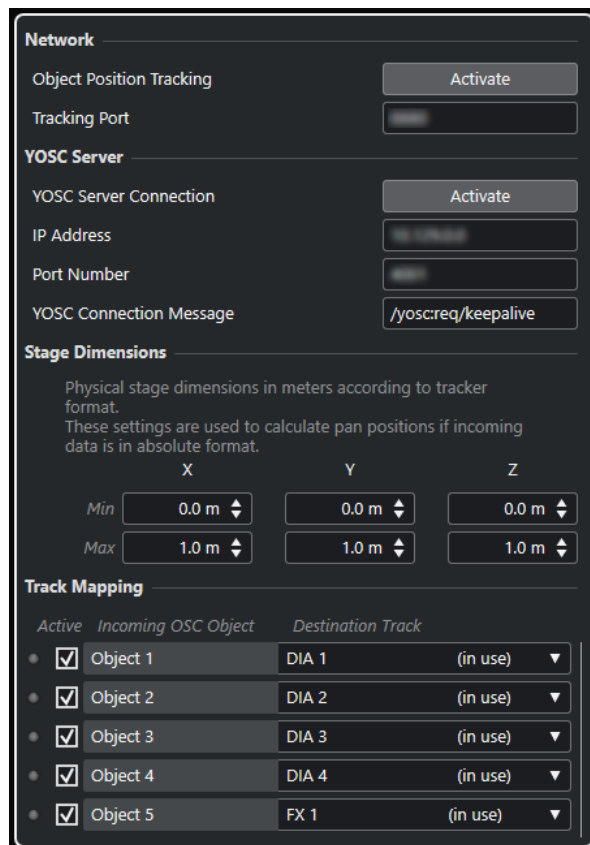 Network
Object Position Tracking Activate
Tracking Port
YOSC Server
YOSC Server Connection Activate
IP Address
Port Number
YOSC Connection Message /yosc:req/keepalive
Stage Dimensions
Physical stage dimensions in meters according to tracker
format.
These settings are used to calculate pan positions if incoming
data is in absolute format.
X Y Z
Min 0.0 m 0.0 m 0.0 m
Max 1.0 m 1.0 m 1.0 m
Track Mapping
Active Incoming OSC Object Destination Track
Object 1 DIA 1 (in use)
Object 2 DIA 2 (in use)
Object 3 DIA 3 (in use)
Object 4 DIA 4 (in use)
Object 5 FX 1 (in use)